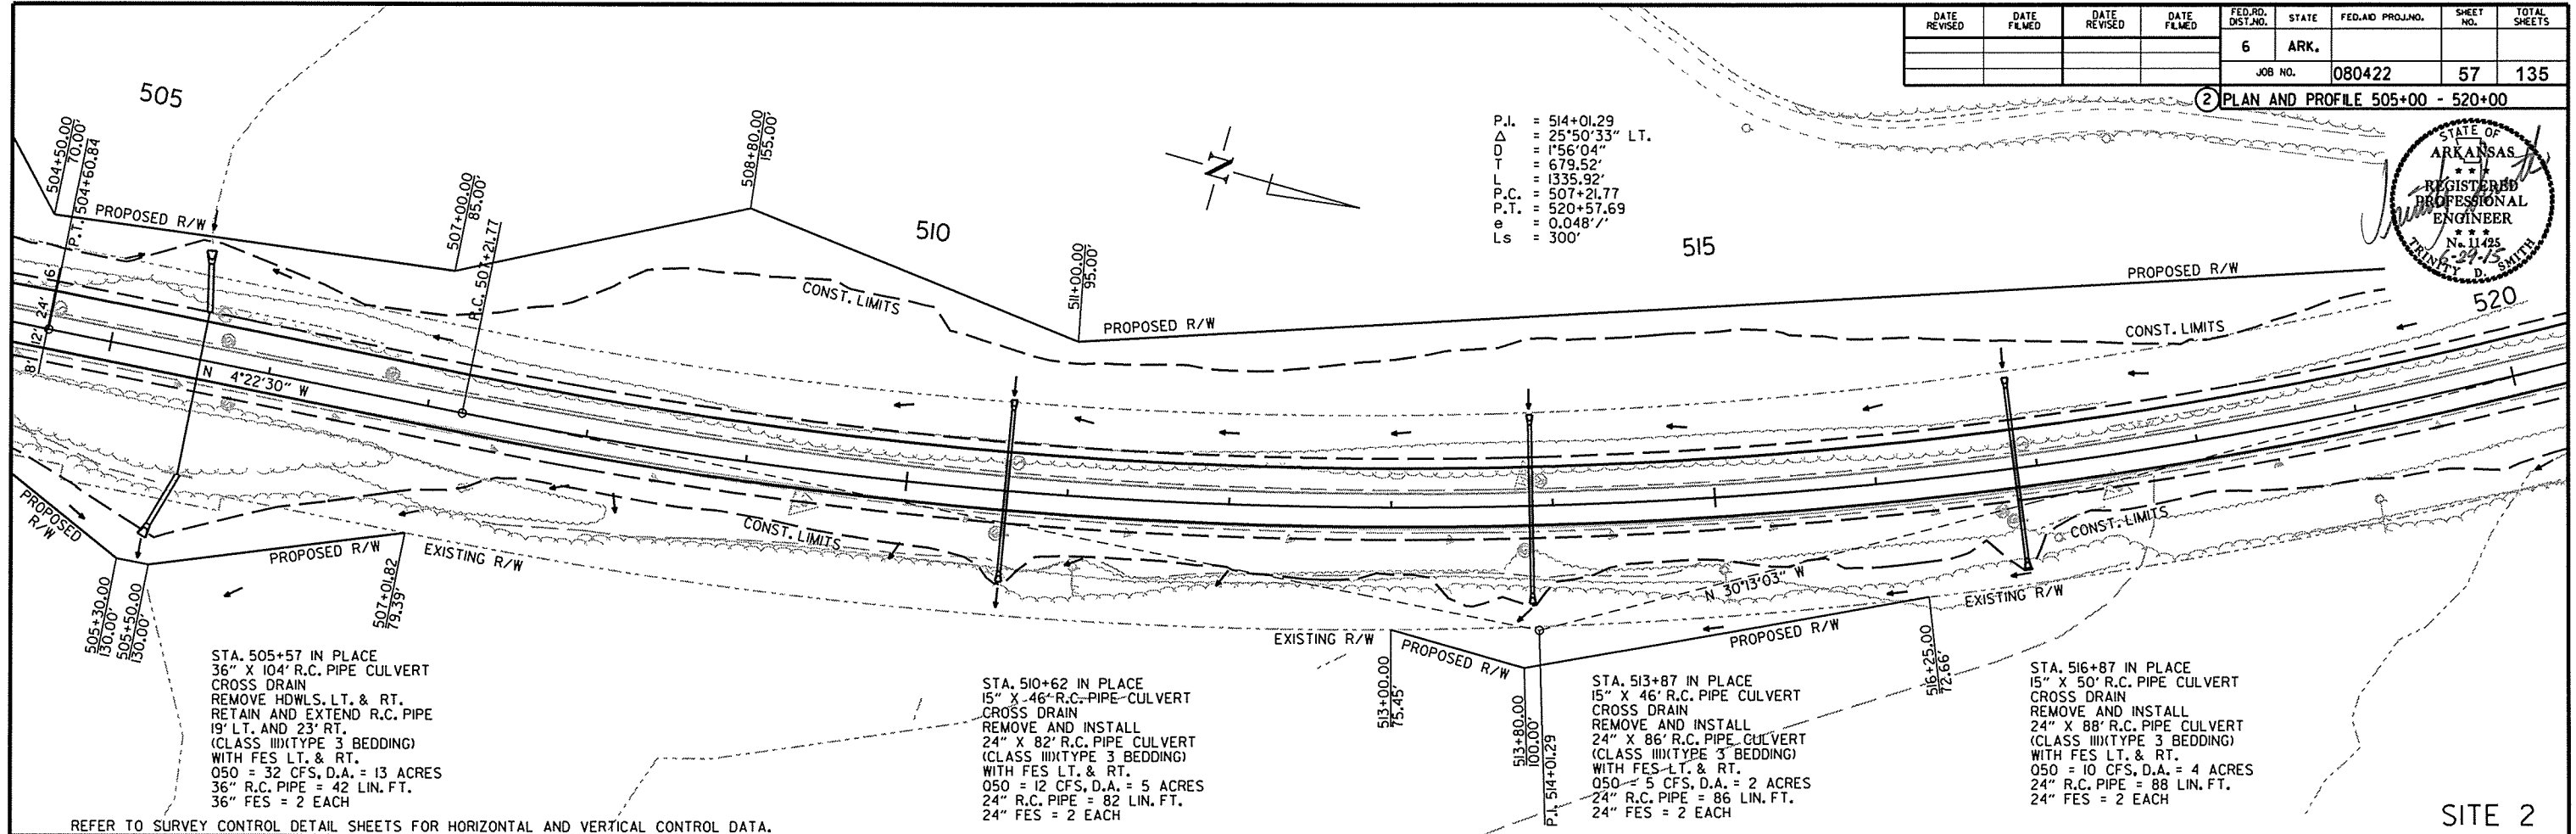 DATE REVISED
DATE FILMED
DATE REVISED
DATE FILMED
FED.RD. DIST.NO.
STATE
FED.AID PROJ.NO.
SHEET NO.
TOTAL SHEETS
6
ARK.
JOB NO.
080422
57
135
2 PLAN AND PROFILE 505+00 - 520+00
STATE OF
ARKANSAS
REGISTERED
PROFESSIONAL
ENGINEER
No. 11425
TRINITY D. SMITH
6-29-15
P.I. = 514+01.29
Δ = 25°50'33" LT.
D = 1°56'04"
T = 679.52'
L = 1335.92'
P.C. = 507+21.77
P.T. = 520+57.69
e = 0.048'/'
Ls = 300'
N
505
510
515
520
504+50.00
70.00'
P.T. 504+60.84
PROPOSED R/W
507+00.00
85.00'
P.C. 507+21.77
508+80.00
155.00'
CONST. LIMITS
511+00.00
95.00'
PROPOSED R/W
PROPOSED R/W
CONST. LIMITS
6'
24'
12'
8'
N 4°22'30" W
PROPOSED R/W
505+30.00
130.00'
505+50.00
130.00'
PROPOSED R/W
507+01.82
79.39'
EXISTING R/W
CONST. LIMITS
EXISTING R/W
513+00.00
75.45'
PROPOSED R/W
513+80.00
100.00'
P.I. 514+01.29
N 30°13'03" W
PROPOSED R/W
516+25.00
72.66'
EXISTING R/W
CONST. LIMITS
STA. 505+57 IN PLACE
36" X 104' R.C. PIPE CULVERT
CROSS DRAIN
REMOVE HDWLS. LT. & RT.
RETAIN AND EXTEND R.C. PIPE
19' LT. AND 23' RT.
(CLASS III)(TYPE 3 BEDDING)
WITH FES LT. & RT.
Q50 = 32 CFS, D.A. = 13 ACRES
36" R.C. PIPE = 42 LIN. FT.
36" FES = 2 EACH
STA. 510+62 IN PLACE
15" X 46' R.C. PIPE CULVERT
CROSS DRAIN
REMOVE AND INSTALL
24" X 82' R.C. PIPE CULVERT
(CLASS III)(TYPE 3 BEDDING)
WITH FES LT. & RT.
Q50 = 12 CFS, D.A. = 5 ACRES
24" R.C. PIPE = 82 LIN. FT.
24" FES = 2 EACH
STA. 513+87 IN PLACE
15" X 46' R.C. PIPE CULVERT
CROSS DRAIN
REMOVE AND INSTALL
24" X 86' R.C. PIPE CULVERT
(CLASS III)(TYPE 3 BEDDING)
WITH FES LT. & RT.
Q50 = 5 CFS, D.A. = 2 ACRES
24" R.C. PIPE = 86 LIN. FT.
24" FES = 2 EACH
STA. 516+87 IN PLACE
15" X 50' R.C. PIPE CULVERT
CROSS DRAIN
REMOVE AND INSTALL
24" X 88' R.C. PIPE CULVERT
(CLASS III)(TYPE 3 BEDDING)
WITH FES LT. & RT.
Q50 = 10 CFS, D.A. = 4 ACRES
24" R.C. PIPE = 88 LIN. FT.
24" FES = 2 EACH
REFER TO SURVEY CONTROL DETAIL SHEETS FOR HORIZONTAL AND VERTICAL CONTROL DATA.
SITE 2